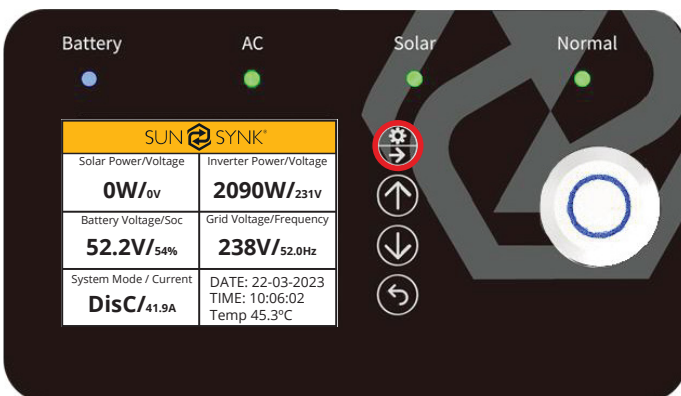 Battery AC Solar Normal
SUN SYNK®
Solar Power/Voltage Inverter Power/Voltage
0W/0V 2090W/231V
Battery Voltage/Soc Grid Voltage/Frequency
52.2V/54% 238V/52.0Hz
System Mode / Current
DisC/41.9A
DATE: 22-03-2023
TIME: 10:06:02
Temp 45.3ºC